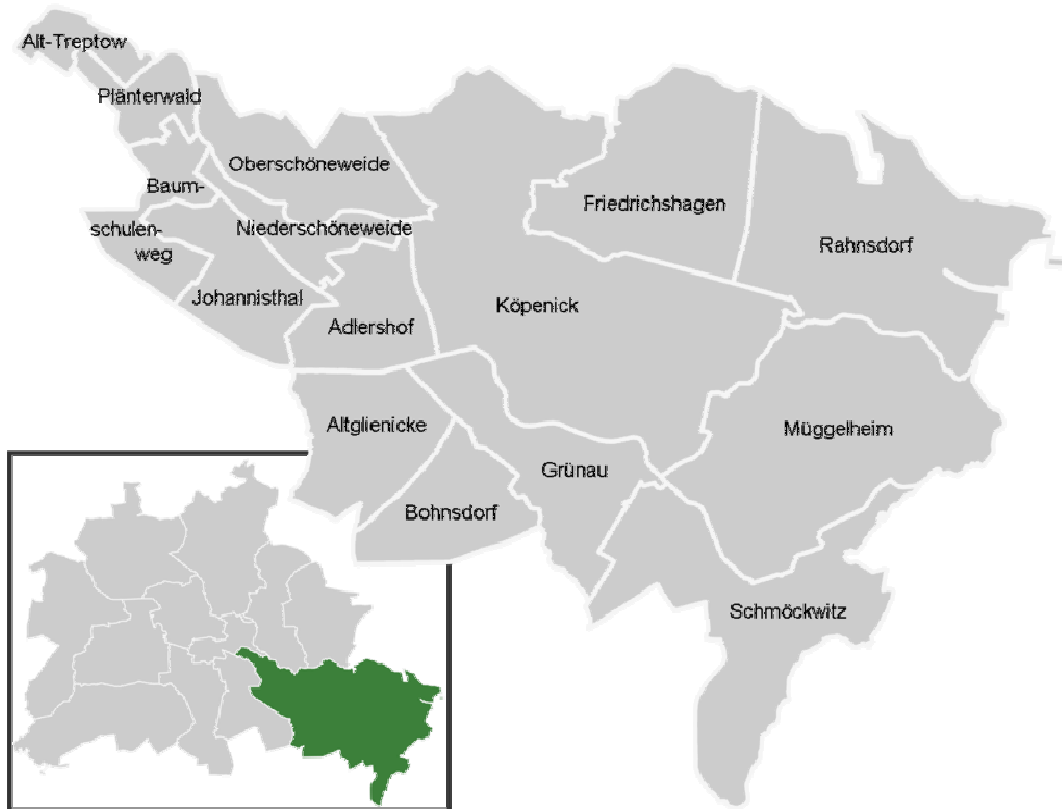 Alt-Treptow
Plänterwald
Oberschöneweide
Baum-
schulen-
weg
Niederschöneweide
Friedrichshagen
Rahnsdorf
Johannisthal
Köpenick
Adlershof
Altglienicke
Müggelheim
Grünau
Bohnsdorf
Schmöckwitz